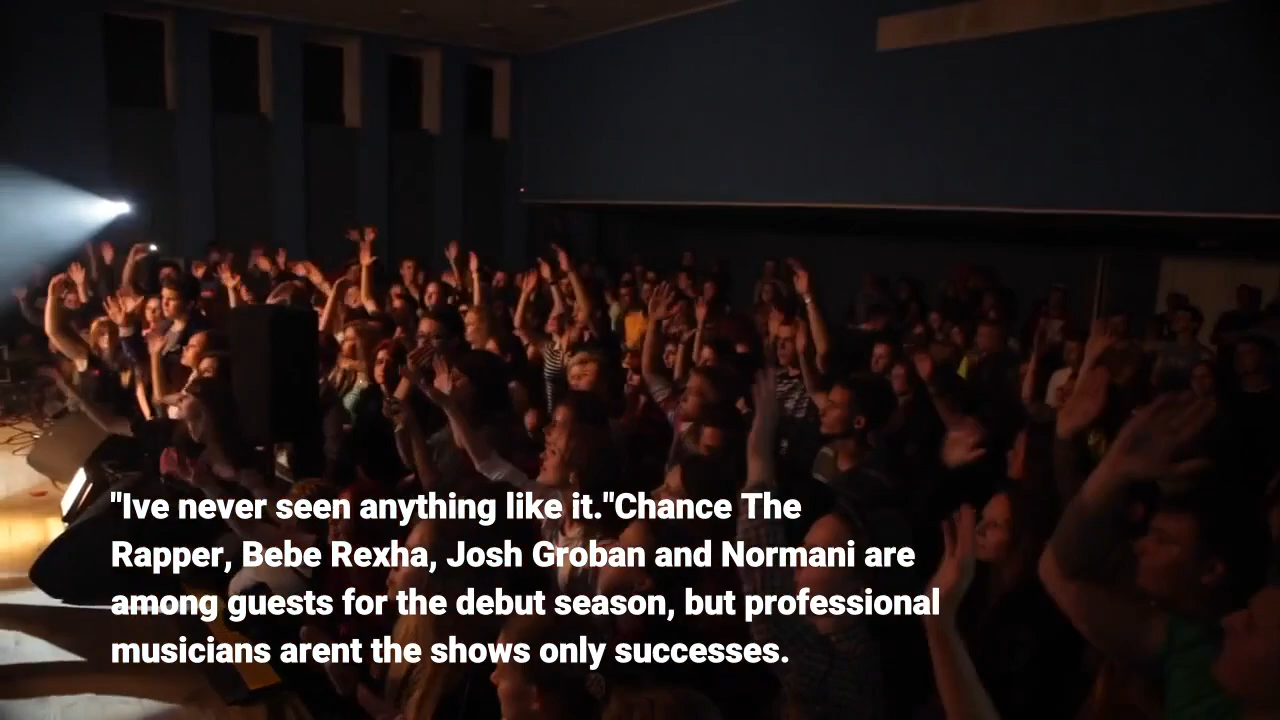 "Ive never seen anything like it."Chance The
Rapper, Bebe Rexha, Josh Groban and Normani are
among guests for the debut season, but professional
musicians arent the shows only successes.